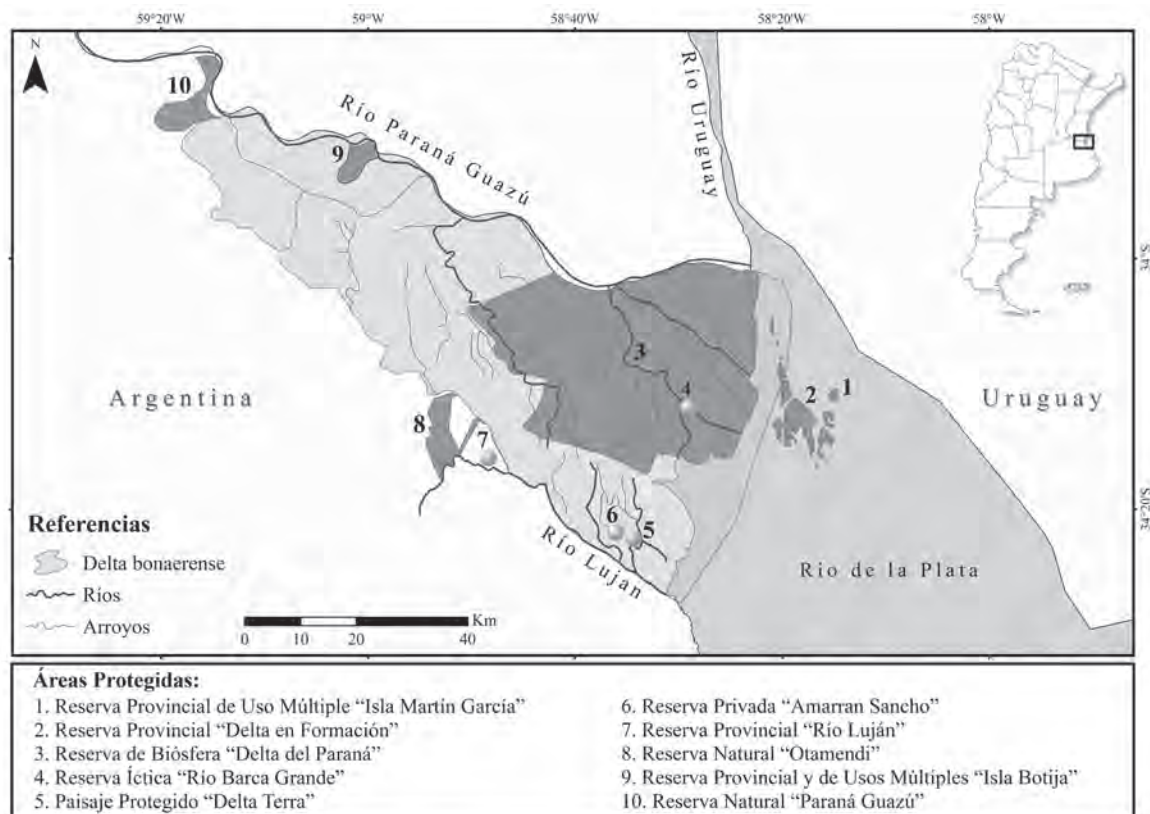 59°20'W
59°W
58°40'W
58°20'W
58°W
N
10
Río Paraná Guazú
9
Río Uruguay
34°S
3
4
2
1
Argentina
Uruguay
8
7
6
5
34°20'S
Río Lujan
Río de la Plata
Referencias
Delta bonaerense
Ríos
Arroyos
Km
0 10 20 40
Áreas Protegidas:
1. Reserva Provincial de Uso Múltiple “Isla Martín García”
2. Reserva Provincial “Delta en Formación”
3. Reserva de Biòsfera “Delta del Paraná”
4. Reserva Íctica “Río Barca Grande”
5. Paisaje Protegido “Delta Terra”
6. Reserva Privada “Amarran Sancho”
7. Reserva Provincial “Río Luján”
8. Reserva Natural “Otamendi”
9. Reserva Provincial y de Usos Mùltiples “Isla Botija”
10. Reserva Natural “Paraná Guazú”